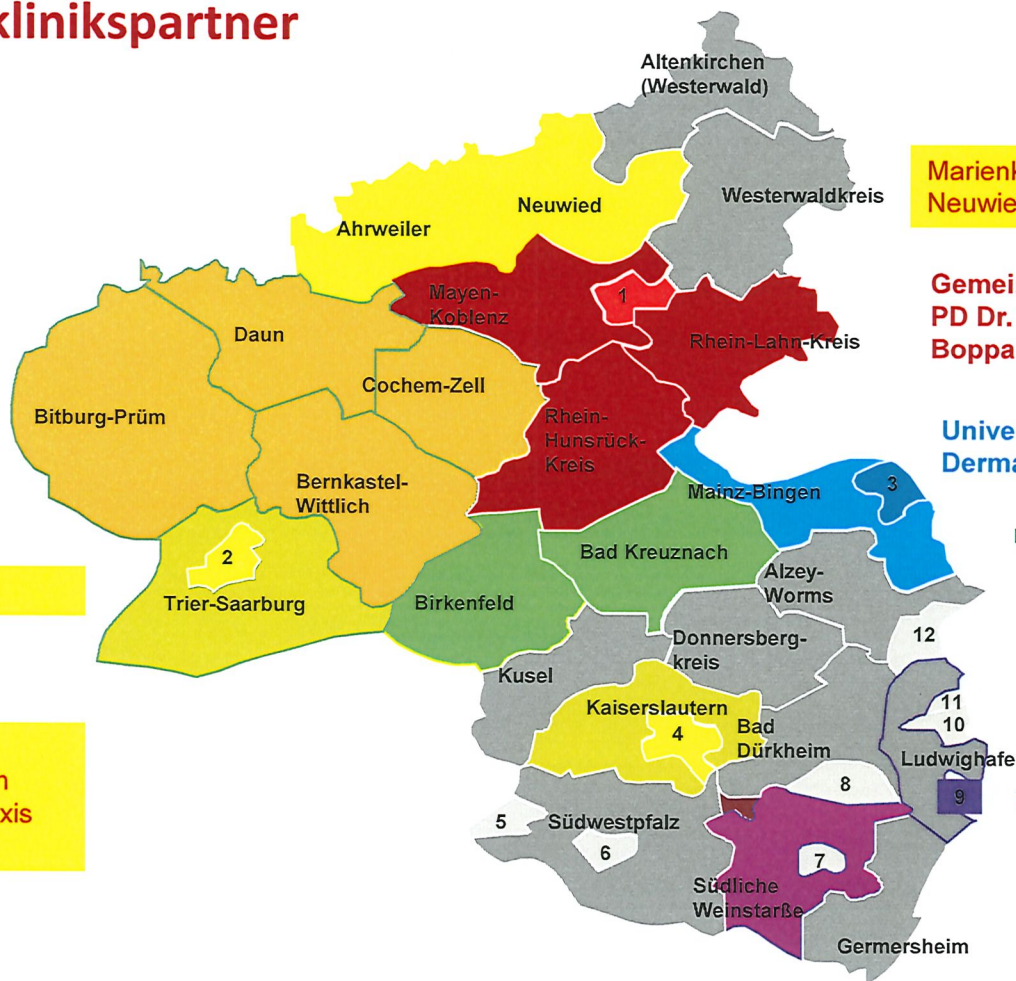 klinikspartner
Altenkirchen
(Westerwald)
Westerwaldkreis
Neuwied
Ahrweiler
Marienk
Neuwie
Mayen-
Koblenz
1
Gemei
PD Dr.
Boppa
Daun
Rhein-Lahn-Kreis
Cochem-Zell
Bitburg-Prüm
Rhein-
Hunsrück-
Kreis
Unive
Derma
Bernkastel-
Wittlich
Mainz-Bingen
3
2
Trier-Saarburg
Bad Kreuznach
Birkenfeld
Alzey-
Worms
12
Donnersberg-
kreis
Kusel
Kaiserslautern
4
Bad
Dürkheim
11
10
Ludwighafe
n
xis
8
9
5
Südwestpfalz
6
7
Südliche
Weinstarße
Germersheim